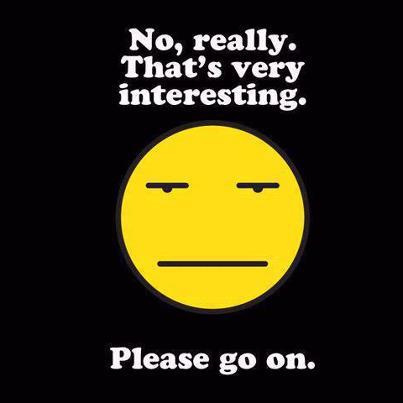 No, really.
That's very
interesting.
Please go on.